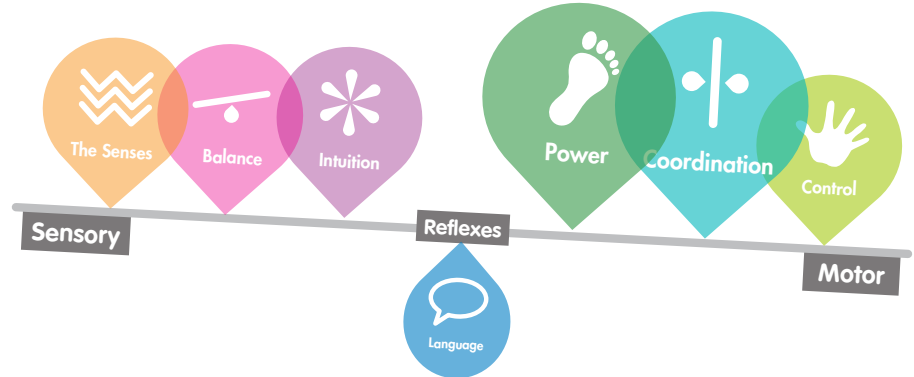 The Senses
Balance
Intuition
Power
Coordination
Control
Sensory
Reflexes
Motor
Language